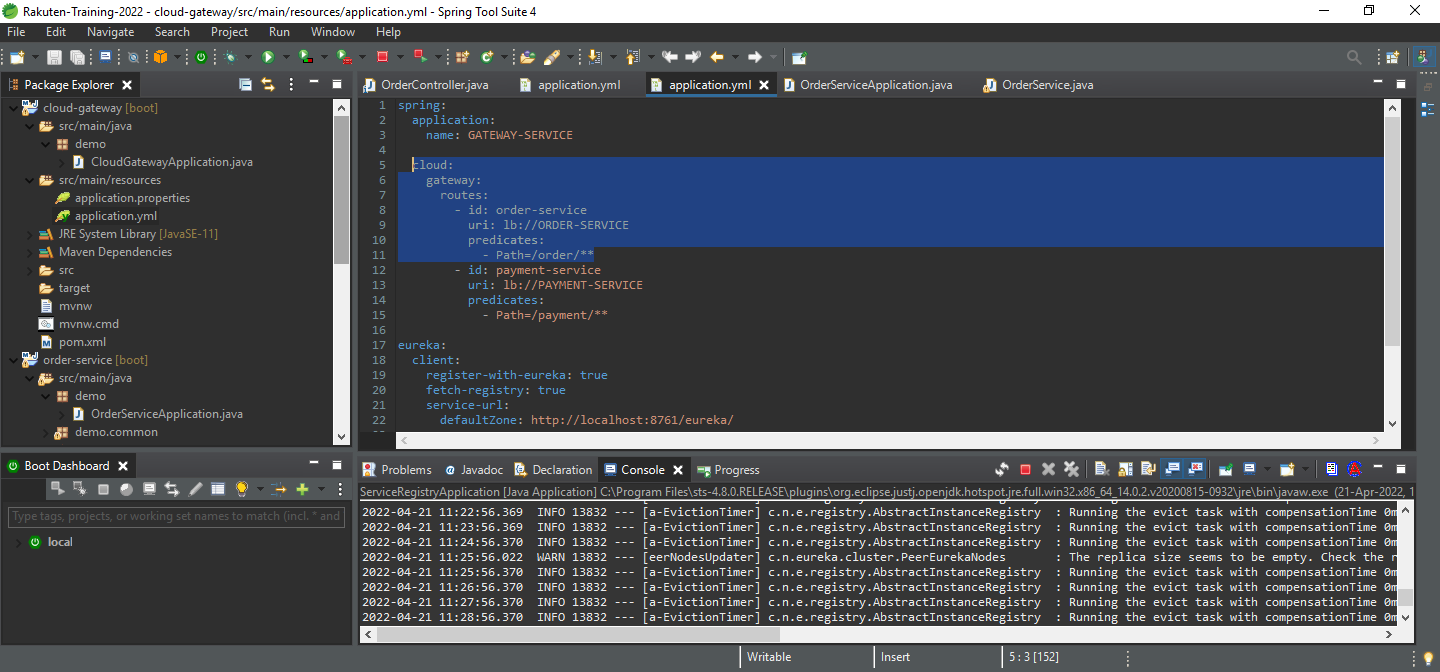 Rakuten-Training-2022 - cloud-gateway/src/main/resources/application.yml - Spring Tool Suite 4
File Edit Navigate Search Project Run Window Help
Package Explorer
cloud-gateway [boot]
src/main/java
demo
CloudGatewayApplication.java
src/main/resources
application.properties
application.yml
JRE System Library [JavaSE-11]
Maven Dependencies
src
target
mvnw
mvnw.cmd
pom.xml
order-service [boot]
src/main/java
demo
OrderServiceApplication.java
demo.common
OrderController.java application.yml application.yml OrderServiceApplication.java OrderService.java
1 spring:
2 application:
3 name: GATEWAY-SERVICE
4
5 cloud:
6 gateway:
7 routes:
8 - id: order-service
9 uri: lb://ORDER-SERVICE
10 predicates:
11 - Path=/order/**
12 - id: payment-service
13 uri: lb://PAYMENT-SERVICE
14 predicates:
15 - Path=/payment/**
16
17 eureka:
18 client:
19 register-with-eureka: true
20 fetch-registry: true
21 service-url:
22 defaultZone: http://localhost:8761/eureka/
Boot Dashboard
Type tags, projects, or working set names to match (incl. * and
local
Problems Javadoc Declaration Console Progress
ServiceRegistryApplication [Java Application] C:\Program Files\sts-4.8.0.RELEASE\plugins\org.eclipse.justj.openjdk.hotspot.jre.full.win32.x86_64_14.0.2.v20200815-0932\jre\bin\javaw.exe (21-Apr-2022, 1
2022-04-21 11:22:56.369 INFO 13832 --- [a-EvictionTimer] c.n.e.registry.AbstractInstanceRegistry : Running the evict task with compensationTime 0m
2022-04-21 11:23:56.369 INFO 13832 --- [a-EvictionTimer] c.n.e.registry.AbstractInstanceRegistry : Running the evict task with compensationTime 0m
2022-04-21 11:24:56.370 INFO 13832 --- [a-EvictionTimer] c.n.e.registry.AbstractInstanceRegistry : Running the evict task with compensationTime 0m
2022-04-21 11:25:56.022 WARN 13832 --- [eerNodesUpdater] c.n.eureka.cluster.PeerEurekaNodes : The replica size seems to be empty. Check the r
2022-04-21 11:25:56.370 INFO 13832 --- [a-EvictionTimer] c.n.e.registry.AbstractInstanceRegistry : Running the evict task with compensationTime 0m
2022-04-21 11:26:56.370 INFO 13832 --- [a-EvictionTimer] c.n.e.registry.AbstractInstanceRegistry : Running the evict task with compensationTime 0m
2022-04-21 11:27:56.370 INFO 13832 --- [a-EvictionTimer] c.n.e.registry.AbstractInstanceRegistry : Running the evict task with compensationTime 0m
2022-04-21 11:28:56.370 INFO 13832 --- [a-EvictionTimer] c.n.e.registry.AbstractInstanceRegistry : Running the evict task with compensationTime 0m
Writable Insert 5 : 3 [152]